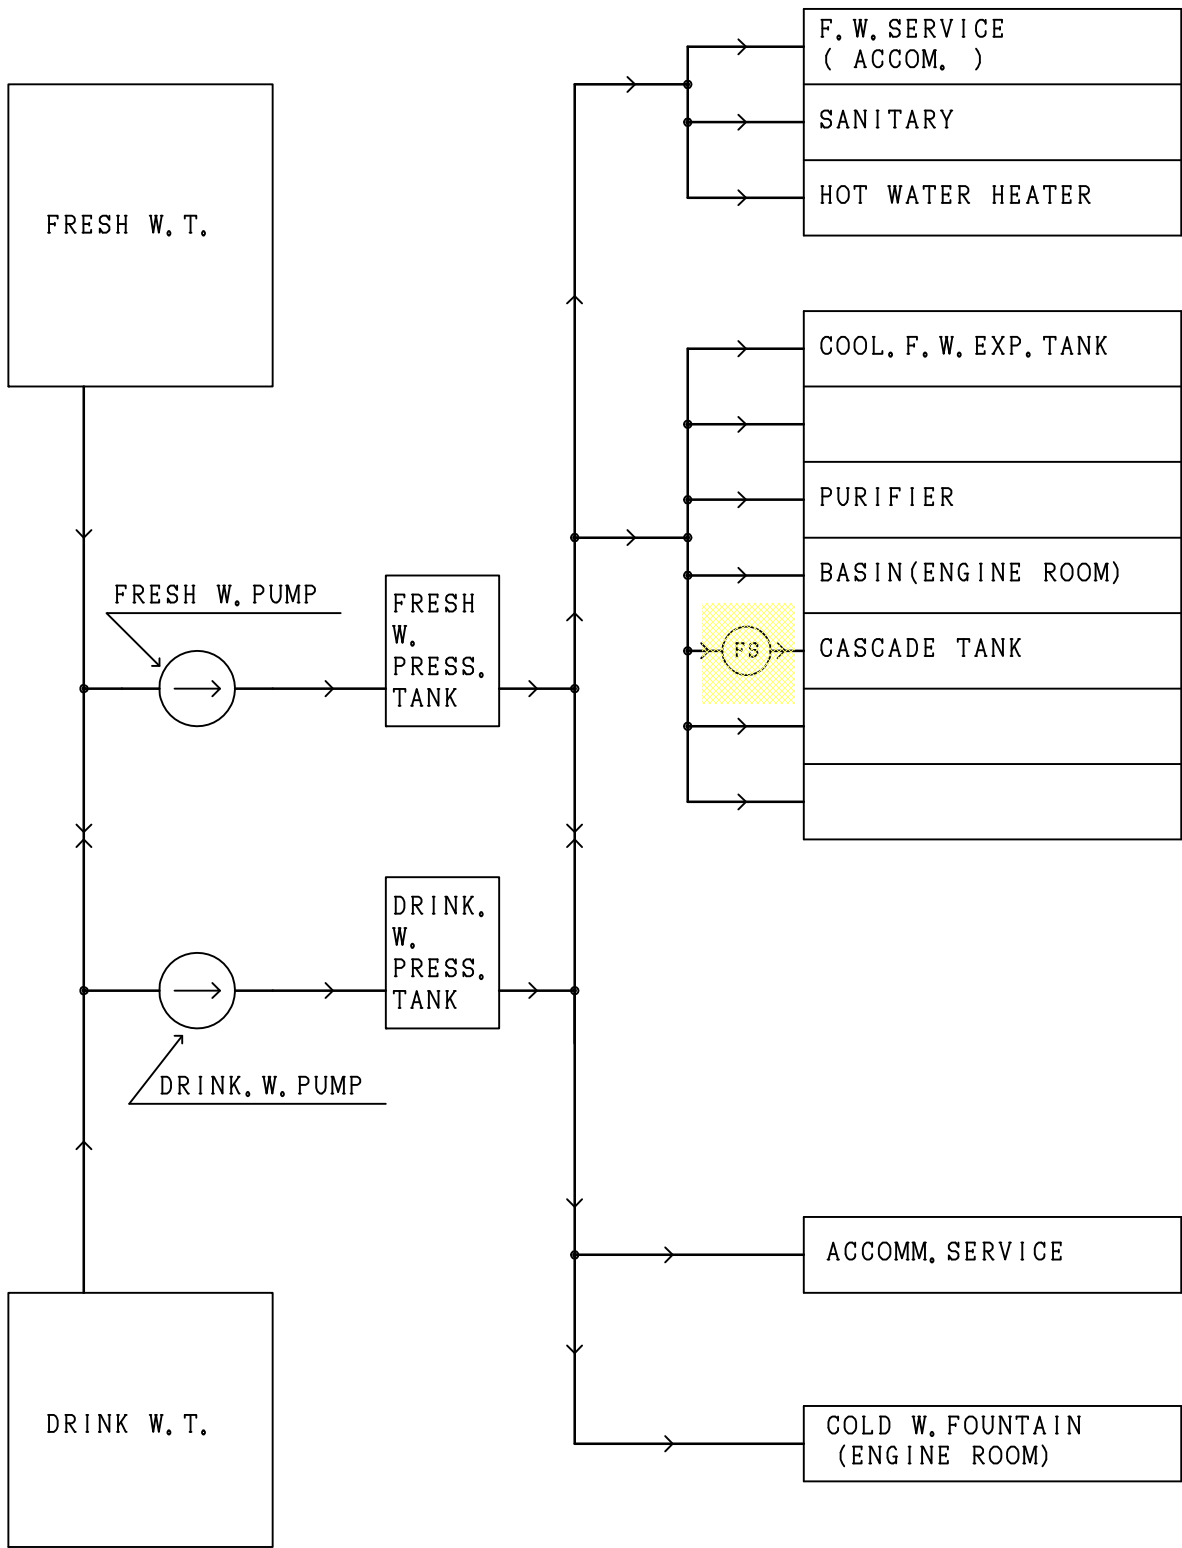 F.W.SERVICE
( ACCOM. )
SANITARY
HOT WATER HEATER
FRESH W.T.
COOL.F.W.EXP.TANK
PURIFIER
BASIN(ENGINE ROOM)
FS
CASCADE TANK
FRESH W.PUMP
FRESH
W.
PRESS.
TANK
DRINK.
W.
PRESS.
TANK
DRINK.W.PUMP
ACCOMM.SERVICE
DRINK W.T.
COLD W.FOUNTAIN
(ENGINE ROOM)